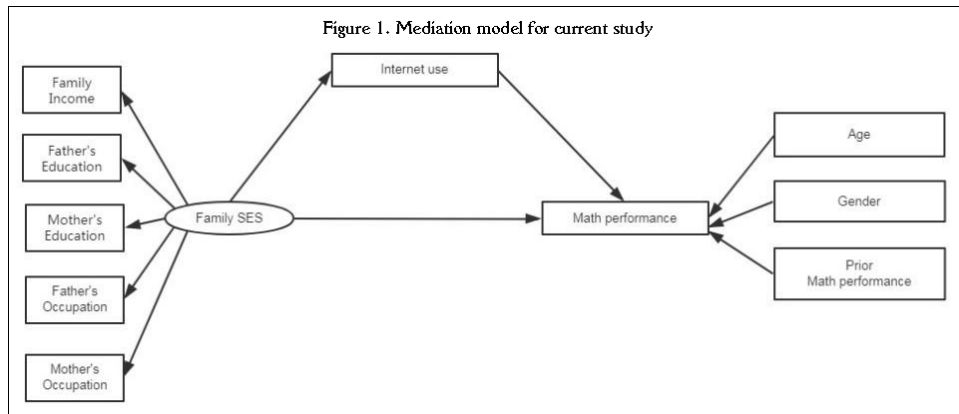 Figure 1. Mediation model for current study
Internet use
Family
Income
Father's
Education
Mother's
Education
Father's
Occupation
Mother's
Occupation
Family SES
Math performance
Age
Gender
Prior
Math performance